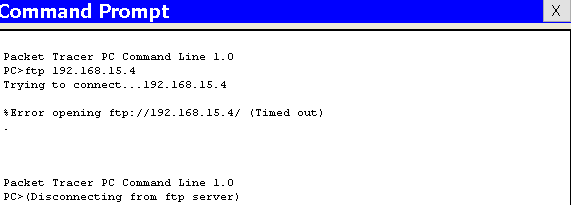 Command Prompt
X
Packet Tracer PC Command Line 1.0
PC>ftp 192.168.15.4
Trying to connect...192.168.15.4
%Error opening ftp://192.168.15.4/ (Timed out)
.
Packet Tracer PC Command Line 1.0
PC>(Disconnecting from ftp server)